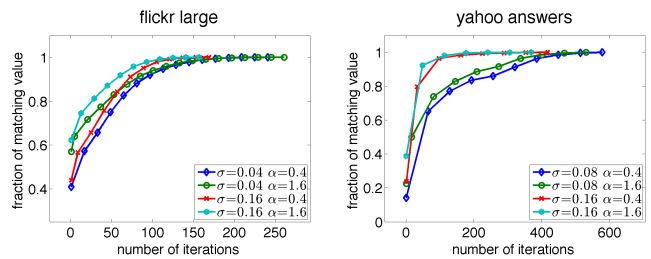 flickr large
fraction of matching value
1
0.8
0.6
0.4
0 50 100 150 200 250
number of iterations
σ=0.04 α=0.4
σ=0.04 α=1.6
σ=0.16 α=0.4
σ=0.16 α=1.6
yahoo answers
fraction of matching value
1
0.8
0.6
0.4
0.2
0
0 200 400 600
number of iterations
σ=0.08 α=0.4
σ=0.08 α=1.6
σ=0.16 α=0.4
σ=0.16 α=1.6